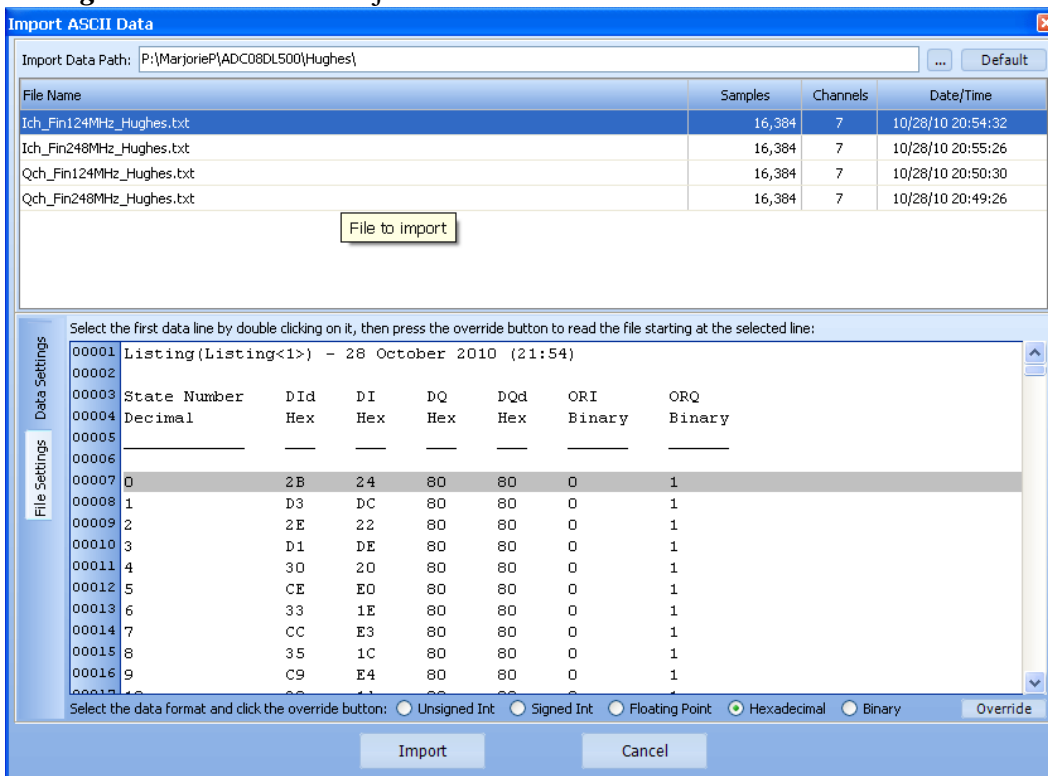 Import ASCII Data
Import Data Path: P:\MarjorieP\ADC08DL500\Hughes\ ... Default
File Name Samples Channels Date/Time
Ich_Fin124MHz_Hughes.txt 16,384 7 10/28/10 20:54:32
Ich_Fin248MHz_Hughes.txt 16,384 7 10/28/10 20:55:26
Qch_Fin124MHz_Hughes.txt 16,384 7 10/28/10 20:50:30
Qch_Fin248MHz_Hughes.txt 16,384 7 10/28/10 20:49:26
File to import
Data Settings
File Settings
Select the first data line by double clicking on it, then press the override button to read the file starting at the selected line:
00001 Listing(Listing<1>) - 28 October 2010 (21:54)
00002
00003 State Number DId DI DQ DQd ORI ORQ
00004 Decimal Hex Hex Hex Hex Binary Binary
00005 ____________ ___ ___ ___ ___ ______ ______
00006
00007 0 2B 24 80 80 0 1
00008 1 D3 DC 80 80 0 1
00009 2 2E 22 80 80 0 1
00010 3 D1 DE 80 80 0 1
00011 4 30 20 80 80 0 1
00012 5 CE E0 80 80 0 1
00013 6 33 1E 80 80 0 1
00014 7 CC E3 80 80 0 1
00015 8 35 1C 80 80 0 1
00016 9 C9 E4 80 80 0 1
Select the data format and click the override button: Unsigned Int Signed Int Floating Point Hexadecimal Binary Override
Import Cancel